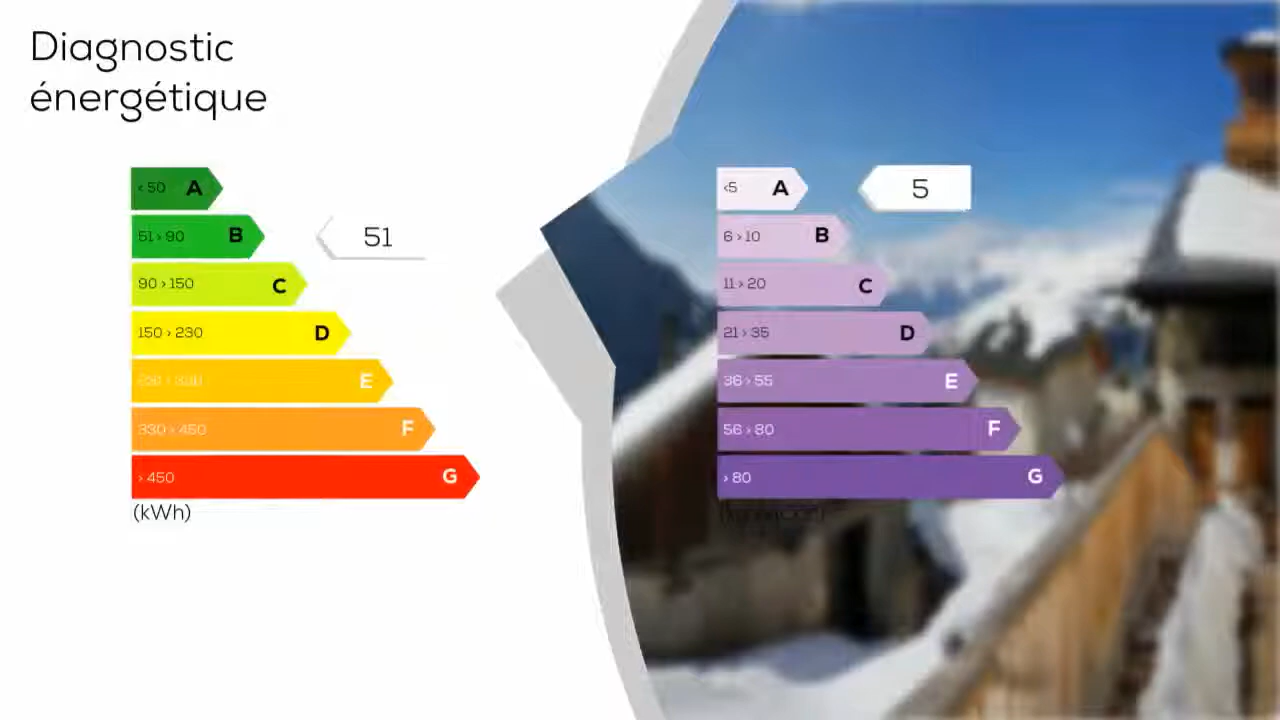 Diagnostic
énergétique
< 50 A
51 > 90 B
51
90 > 150 C
150 > 230 D
E
330 > 450 F
> 450 G
(kWh)
<5 A
5
6 > 10 B
11 > 20 C
21 > 35 D
36 > 55 E
56 > 80 F
> 80 G